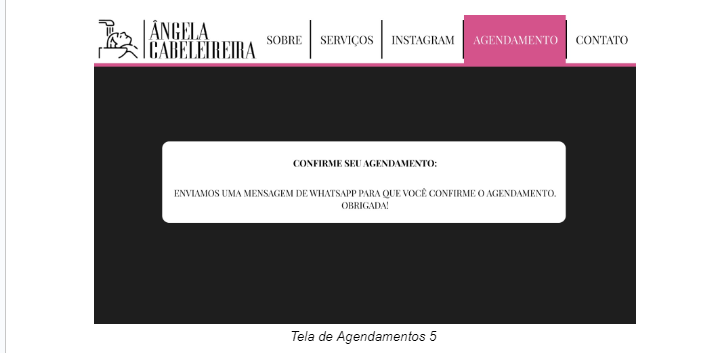 ÂNGELA
CABELEIREIRA
SOBRE
SERVIÇOS
INSTAGRAM
AGENDAMENTO
CONTATO
CONFIRME SEU AGENDAMENTO:
ENVIAMOS UMA MENSAGEM DE WHATSAPP PARA QUE VOCÊ CONFIRME O AGENDAMENTO.
OBRIGADA!
Tela de Agendamentos 5